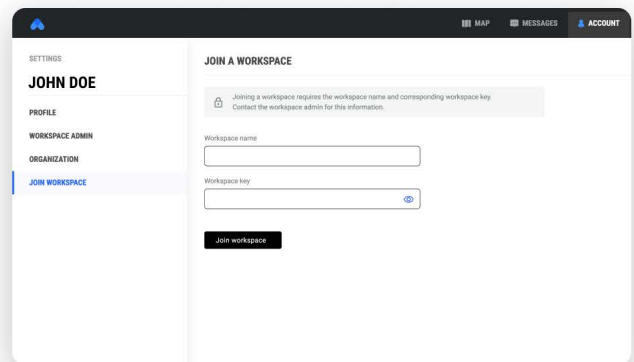 MAP
MESSAGES
ACCOUNT
SETTINGS
JOHN DOE
PROFILE
WORKSPACE ADMIN
ORGANIZATION
JOIN WORKSPACE
JOIN A WORKSPACE
Joining a workspace requires the workspace name and corresponding workspace key.
Contact the workspace admin for this information.
Workspace name
Workspace key
Join workspace